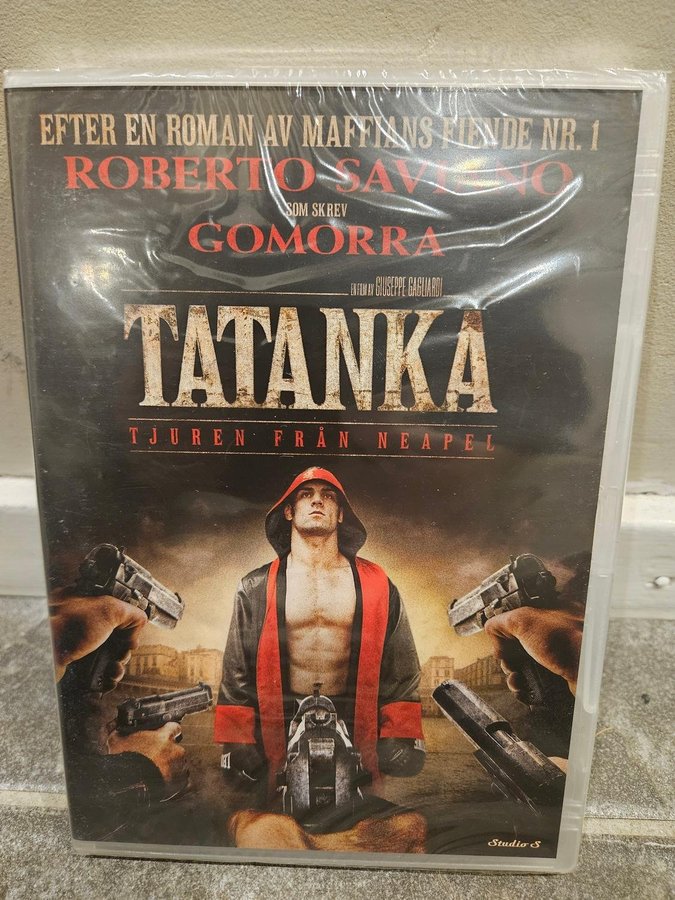 EFTER EN ROMAN AV MAFFIANS FIENDE NR. 1
ROBERTO SAVIANO
SOM SKREV
GOMORRA
EN FILM AV GIUSEPPE GAGLIARDI
TATANKA
TJUREN FRÅN NEAPEL
Studio S